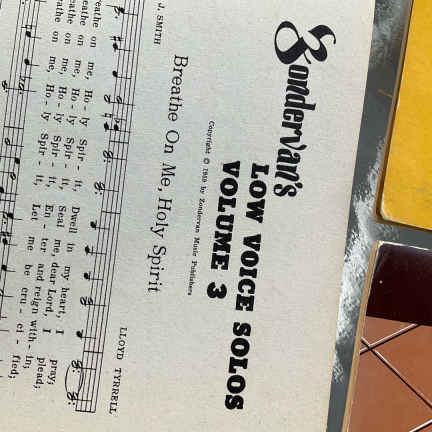 Zondervan's
LOW VOICE SOLOS
VOLUME 3
Copyright © 1959 by Zondervan Music Publishers
Breathe On Me, Holy Spirit
J. SMITH
LLOYD TYRRELL
eathe on me, Ho - ly Spir - it, Dwell in my heart, I pray;
eathe on me, Ho - ly Spir - it, Seal me, dear Lord, I plead;
eathe on me, Ho - ly Spir - it, En - ter and reign with - in;
athe on me, Ho - ly Spir - it, Let me be cru - ci - fied;